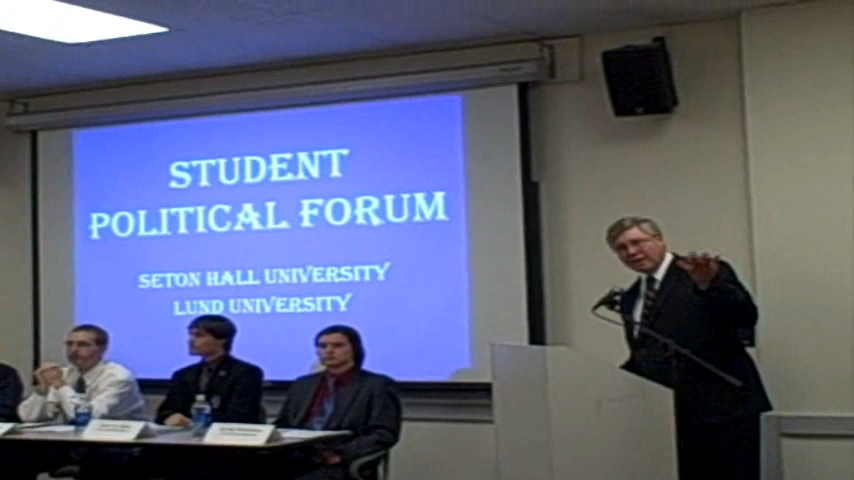 STUDENT
POLITICAL FORUM
SETON HALL UNIVERSITY
LUND UNIVERSITY